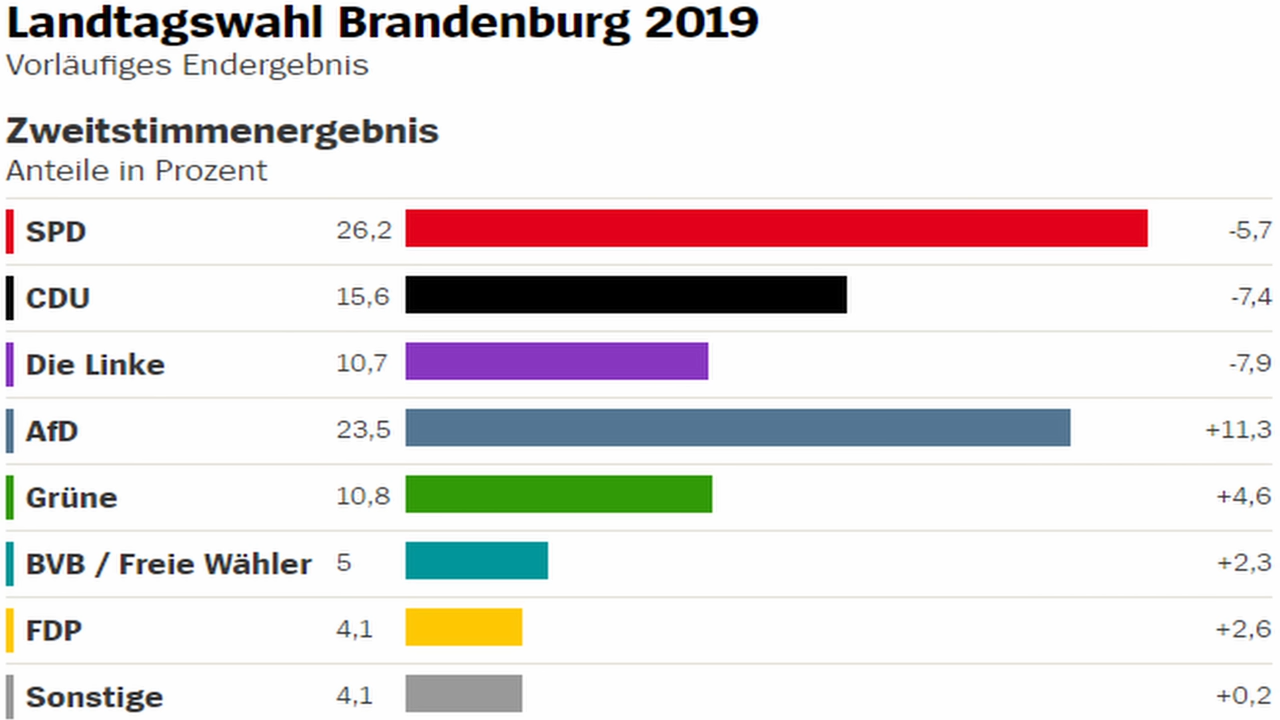 Landtagswahl Brandenburg 2019
Vorläufiges Endergebnis
Zweitstimmenergebnis
Anteile in Prozent
SPD 26,2 -5,7
CDU 15,6 -7,4
Die Linke 10,7 -7,9
AfD 23,5 +11,3
Grüne 10,8 +4,6
BVB / Freie Wähler 5 +2,3
FDP 4,1 +2,6
Sonstige 4,1 +0,2